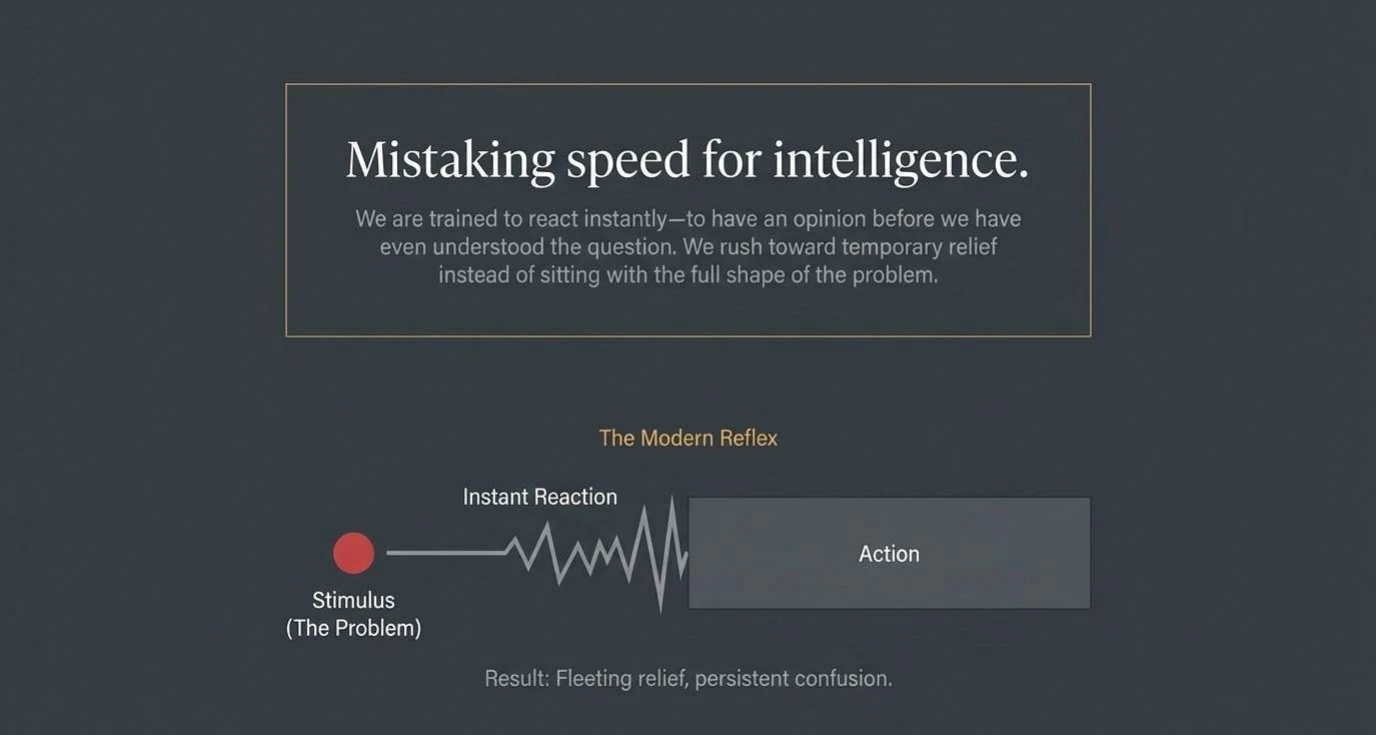 Mistaking speed for intelligence.
We are trained to react instantly—to have an opinion before we have
even understood the question. We rush toward temporary relief
instead of sitting with the full shape of the problem.
The Modern Reflex
Instant Reaction
Action
Stimulus
(The Problem)
Result: Fleeting relief, persistent confusion.